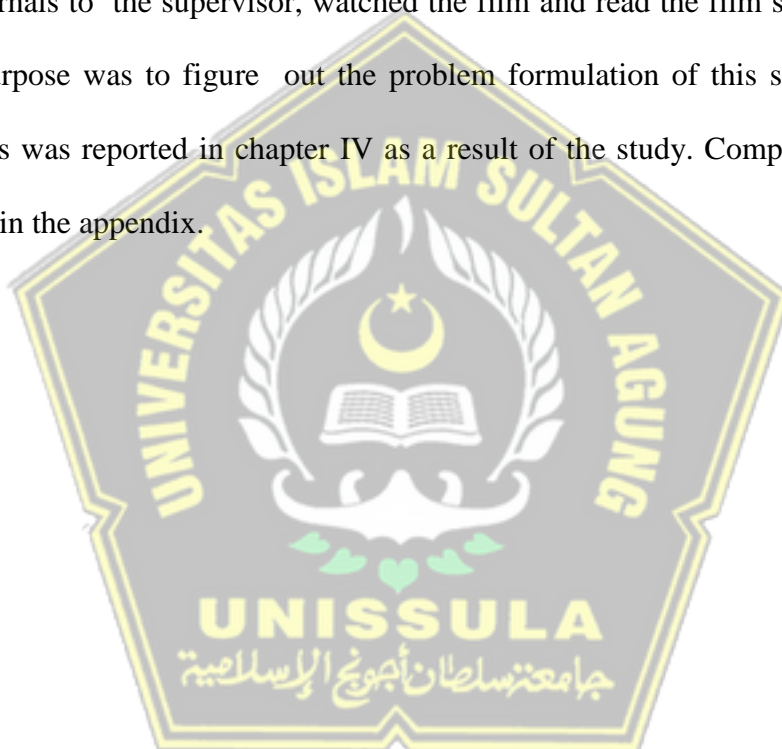 rnals to the supervisor, watched the film and read the film s
urpose was to figure out the problem formulation of this s
s was reported in chapter IV as a result of the study. Comp
in the appendix.
UNIVERSITAS ISLAM SULTAN AGUNG
UNISSULA
جامعة سلطان أجونج الإسلامية